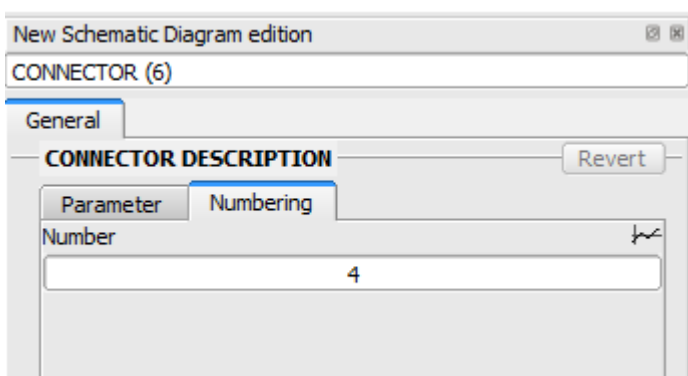 New Schematic Diagram edition
CONNECTOR (6)
General
CONNECTOR DESCRIPTION Revert
Parameter Numbering
Number
4